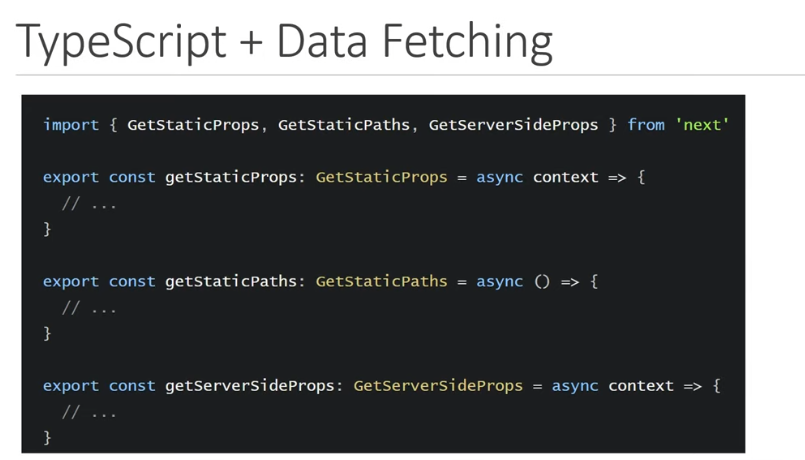 TypeScript + Data Fetching
import { GetStaticProps, GetStaticPaths, GetServerSideProps } from 'next'
export const getStaticProps: GetStaticProps = async context => {
// ...
}
export const getStaticPaths: GetStaticPaths = async () => {
// ...
}
export const getServerSideProps: GetServerSideProps = async context => {
// ...
}